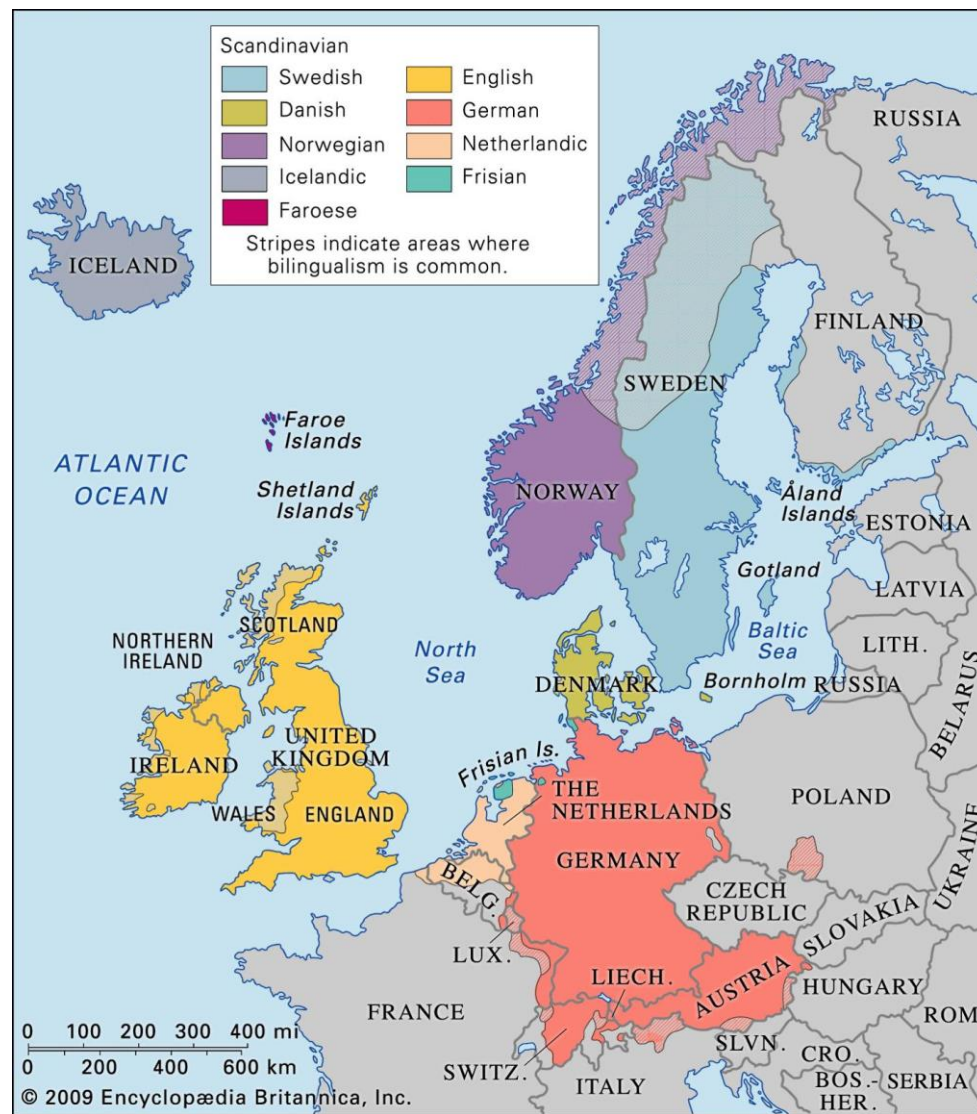 Scandinavian
Swedish
Danish
Norwegian
Icelandic
Faroese
English
German
Netherlandic
Frisian
Stripes indicate areas where
bilingualism is common.
RUSSIA
ICELAND
FINLAND
SWEDEN
Faroe
Islands
ATLANTIC
OCEAN
Shetland
Islands
NORWAY
Åland
Islands
ESTONIA
Gotland
LATVIA
SCOTLAND
NORTHERN
IRELAND
North
Sea
Baltic
Sea
LITH.
DENMARK
Bornholm
RUSSIA
BELARUS
UNITED
KINGDOM
IRELAND
Frisian Is.
THE
NETHERLANDS
POLAND
WALES
ENGLAND
GERMANY
BELG.
CZECH
REPUBLIC
UKRAINE
SLOVAKIA
LUX.
LIECH.
AUSTRIA
HUNGARY
FRANCE
ROM
SLVN.
SWITZ.
ITALY
CRO.
BOS.-
HER.
SERBIA
0 100 200 300 400 mi
0 200 400 600 km
© 2009 Encyclopædia Britannica, Inc.